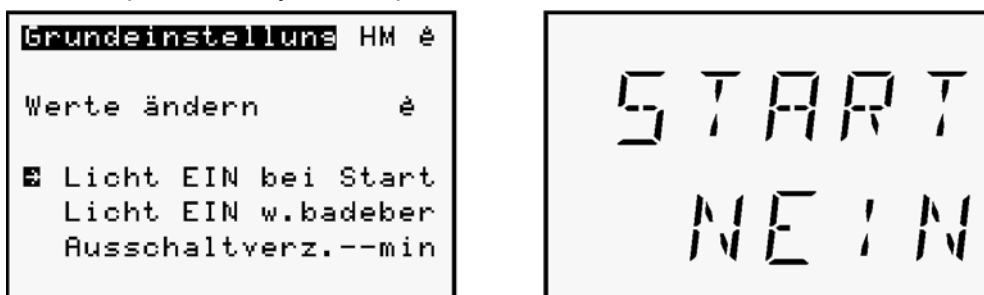 Grundeinstellung HM è
Werte ändern è
Licht EIN bei Start
Licht EIN w.badeber
Ausschaltverz.--min
START
NEIN